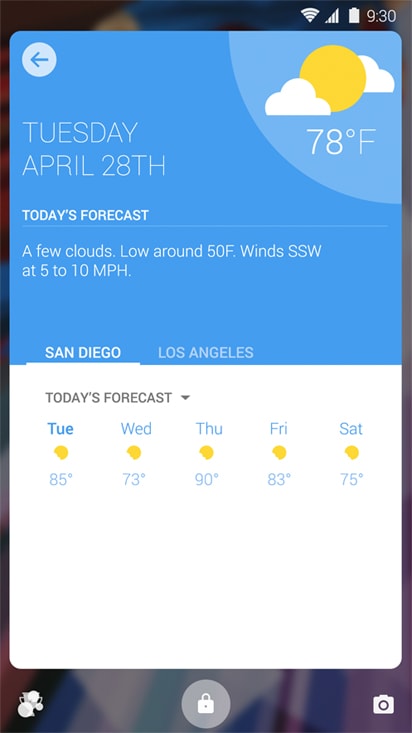 9:30
TUESDAY
APRIL 28TH
78°F
TODAY'S FORECAST
A few clouds. Low around 50F. Winds SSW
at 5 to 10 MPH.
SAN DIEGO LOS ANGELES
TODAY'S FORECAST
Tue Wed Thu Fri Sat
85° 73° 90° 83° 75°